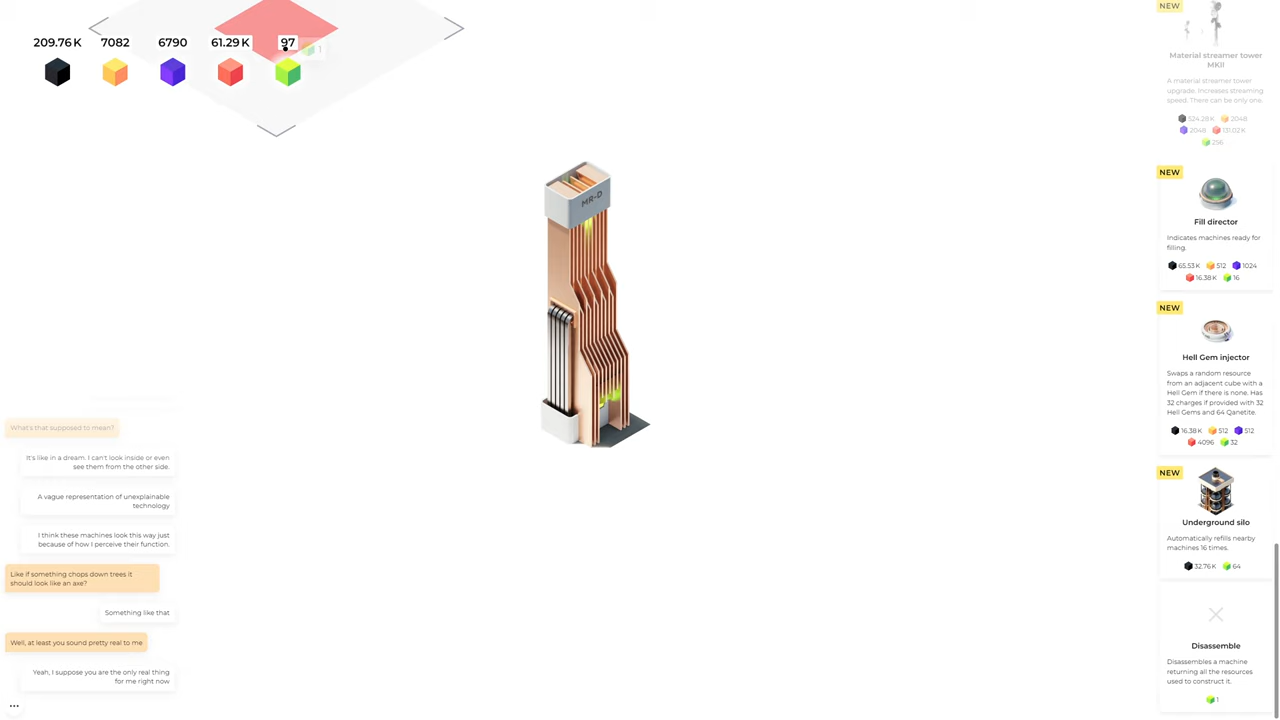 209.76 K
7082
6790
61.29 K
97
1
MR-D
What's that supposed to mean?
It's like in a dream. I can't look inside or even
see them from the other side.
A vague representation of unexplainable
technology
I think these machines look this way just
because of how I perceive their function.
Like if something chops down trees it
should look like an axe?
Something like that
Well, at least you sound pretty real to me
Yeah, I suppose you are the only real thing
for me right now
NEW
Material streamer tower
MKII
A material streamer tower
upgrade. Increases streaming
speed. There can be only one.
524.28 K 2048
2048 131.02 K
256
NEW
Fill director
Indicates machines ready for
filling.
65.53 K 512 1024
16.38 K 16
NEW
Hell Gem injector
Swaps a random resource
from an adjacent cube with a
Hell Gem if there is none. Has
32 charges if provided with 32
Hell Gems and 64 Qanetite.
16.38 K 512 512
4096 32
NEW
Underground silo
Automatically refills nearby
machines 16 times.
32.76 K 64
Disassemble
Disassembles a machine
returning all the resources
used to construct it.
1